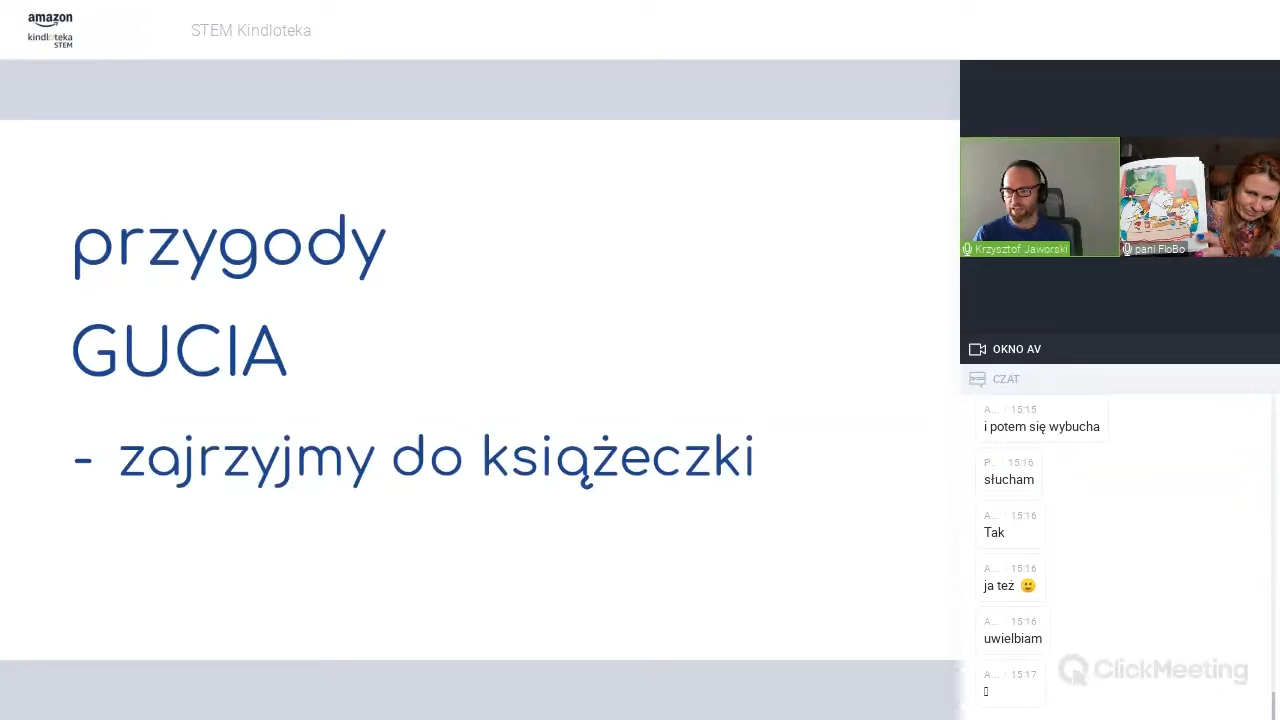 amazon
kindloteka
STEM
STEM Kindloteka
przygody
GUCIA
- zajrzyjmy do książeczki
Krzysztof Jaworski
pani FloBo
OKNO AV
CZAT
A... 15:15
i potem się wybucha
P... 15:16
słucham
A... 15:16
Tak
A... 15:16
ja też 🙂
A... 15:16
uwielbiam
A... 15:17
ClickMeeting